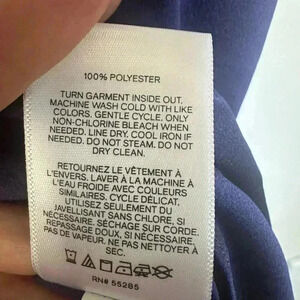 100% POLYESTER
TURN GARMENT INSIDE OUT.
MACHINE WASH COLD WITH LIKE
COLORS. GENTLE CYCLE. ONLY
NON-CHLORINE BLEACH WHEN
NEEDED. LINE DRY. COOL IRON IF
NEEDED. DO NOT STEAM. DO NOT
DRY CLEAN.
RETOURNEZ LE VÊTEMENT À
L'ENVERS. LAVER À LA MACHINE À
L'EAU FROIDE AVEC COULEURS
SIMILAIRES. CYCLE DÉLICAT.
UTILISEZ SEULEMENT DU
JAVELLISANT SANS CHLORE SI
NÉCESSAIRE. SÉCHAGE SUR CORDE.
REPASSAGE DOUX, SI NÉCESSAIRE.
PAS DE VAPEUR. NE PAS NETTOYER À
SEC.
RN# 55285